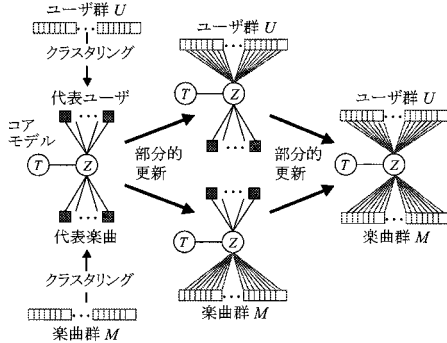 ユーザ群 U
クラスタリング
代表ユーザ
コア
モデル
T
Z
代表楽曲
クラスタリング
楽曲群 M
ユーザ群 U
T
Z
部分的
更新
T
Z
楽曲群 M
部分的
更新
ユーザ群 U
T
Z
楽曲群 M